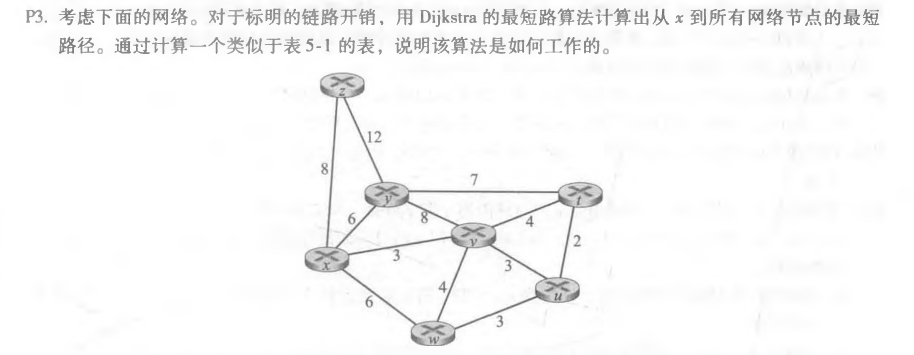 P3. 考虑下面的网络。对于标明的链路开销，用 Dijkstra 的最短路算法计算出从 x 到所有网络节点的最短
路径。通过计算一个类似于表 5-1 的表，说明该算法是如何工作的。
z
12
8
7
y
t
6
8
4
v
x
3
2
3
4
u
6
3
w